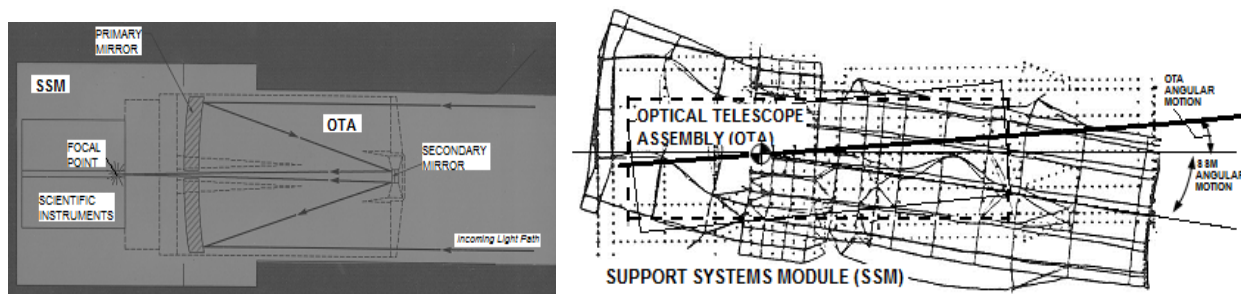 PRIMARY
MIRROR
SSM
OTA
FOCAL
POINT
SECONDARY
MIRROR
SCIENTIFIC
INSTRUMENTS
Incoming Light Path
OTA
ANGULAR
MOTION
OPTICAL TELESCOPE
ASSEMBLY (OTA)
SSM
ANGULAR
MOTION
SUPPORT SYSTEMS MODULE (SSM)